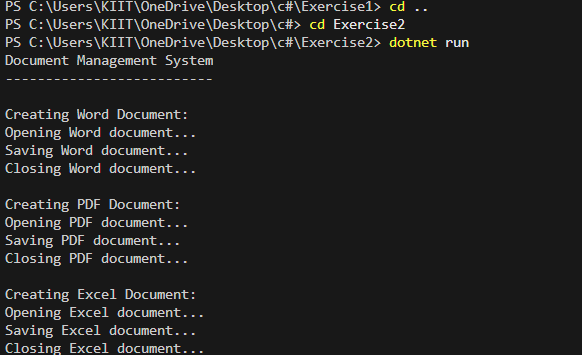 PS C:\Users\KIIT\OneDrive\Desktop\c#\Exercise1> cd ..
PS C:\Users\KIIT\OneDrive\Desktop\c#> cd Exercise2
PS C:\Users\KIIT\OneDrive\Desktop\c#\Exercise2> dotnet run
Document Management System
--------------------------
Creating Word Document:
Opening Word document...
Saving Word document...
Closing Word document...
Creating PDF Document:
Opening PDF document...
Saving PDF document...
Closing PDF document...
Creating Excel Document:
Opening Excel document...
Saving Excel document...
Closing Excel document...